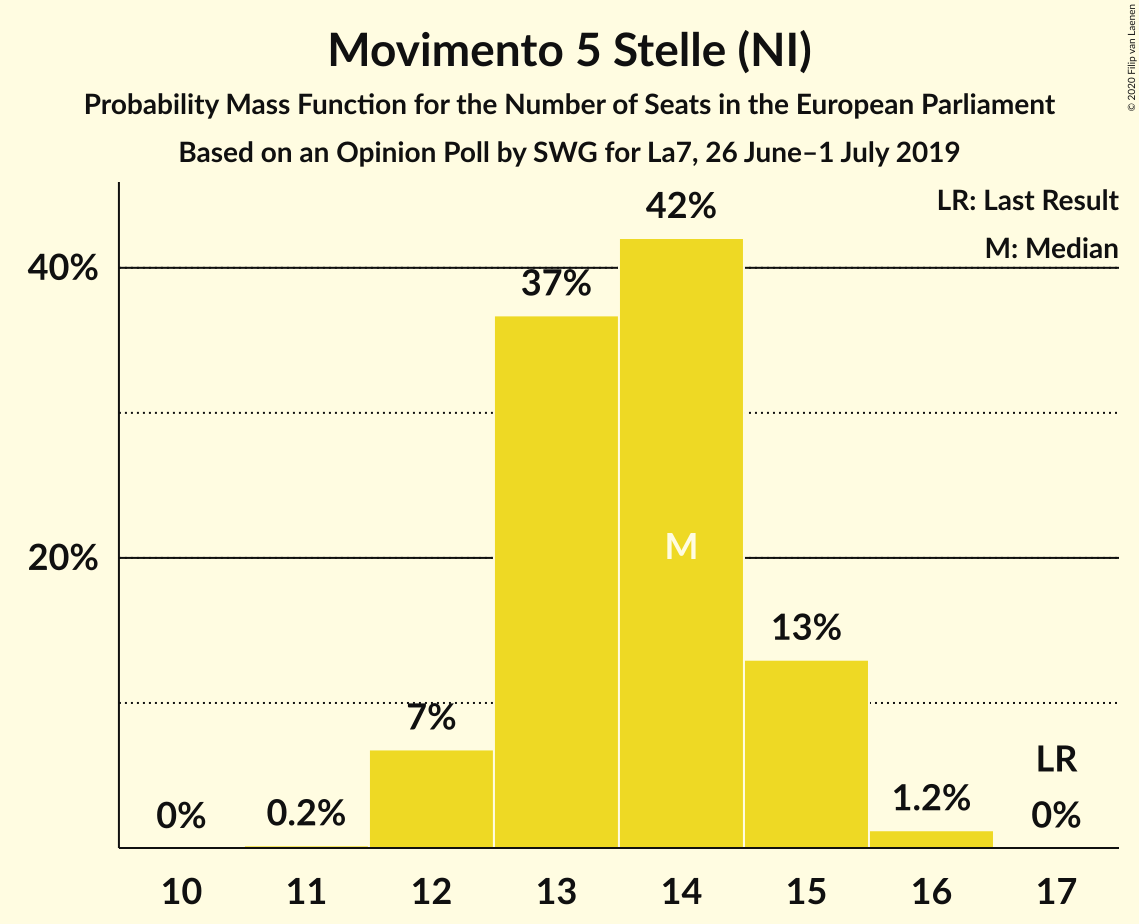 Movimento 5 Stelle (NI)
Probability Mass Function for the Number of Seats in the European Parliament
Based on an Opinion Poll by SWG for La7, 26 June–1 July 2019
© 2020 Filip van Laenen
LR: Last Result
M: Median
40%
20%
0%
0.2%
7%
37%
42%
M
13%
1.2%
LR
0%
10 11 12 13 14 15 16 17